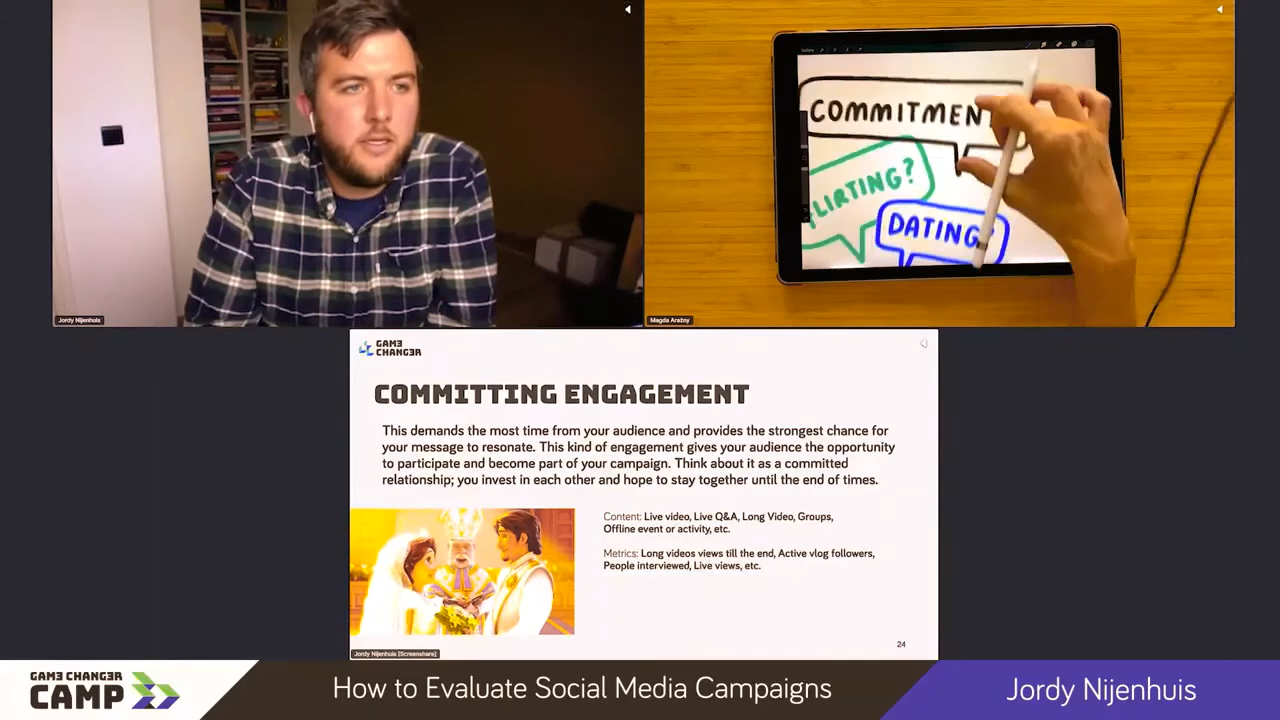 COMMITMEN
FLIRTING?
DATING?
Jordy Nijenhuis
Magda Arażny
GAM3
CHANG3R
COMMITTING ENGAGEMENT
This demands the most time from your audience and provides the strongest chance for
your message to resonate. This kind of engagement gives your audience the opportunity
to participate and become part of your campaign. Think about it as a committed
relationship; you invest in each other and hope to stay together until the end of times.
Content: Live video, Live Q&A, Long Video, Groups,
Offline event or activity, etc.
Metrics: Long videos views till the end, Active vlog followers,
People interviewed, Live views, etc.
24
Jordy Nijenhuis [Screenshare]
GAM3 CHANG3R
CAMP
How to Evaluate Social Media Campaigns
Jordy Nijenhuis